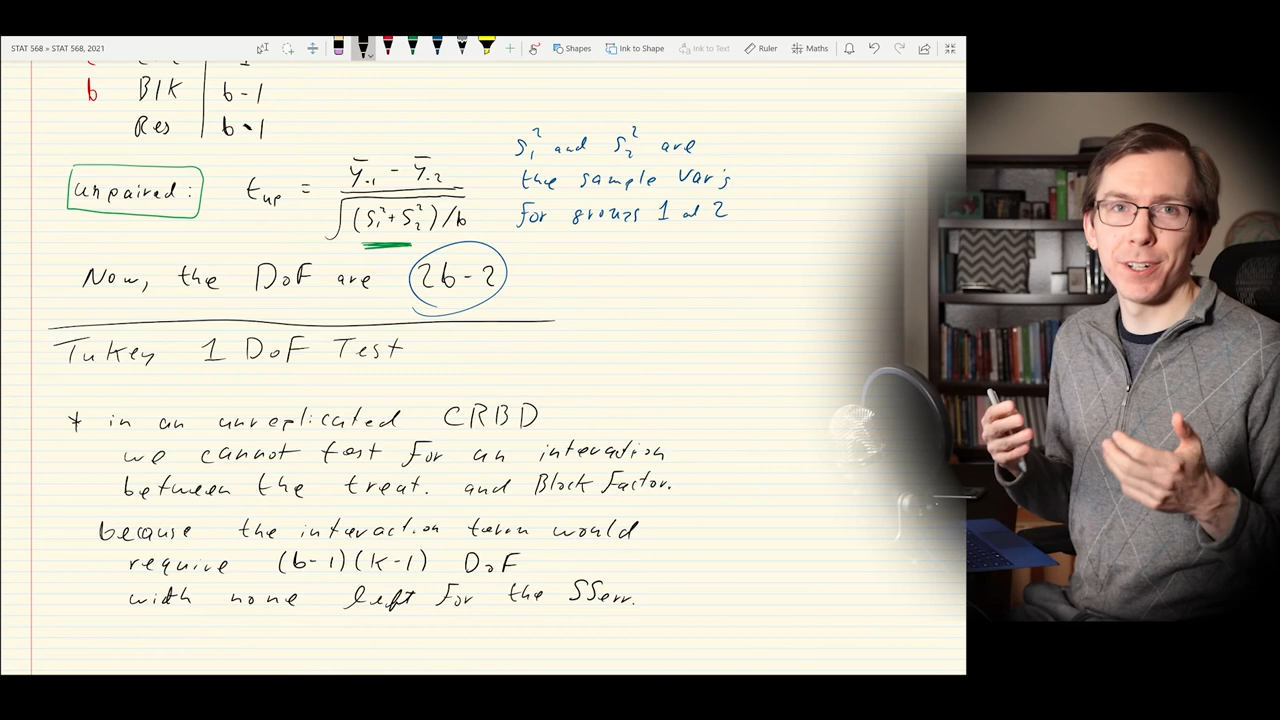 STAT 568 » STAT 568, 2021
Shapes
Ink to Shape
Ink to Text
Ruler
Maths
b Blk b-1
Res b-1
unpaired: t_up = (ȳ.1 - ȳ.2) / √((S₁² + S₂²)/b)
S₁² and S₂² are
the sample var's
for groups 1 ad 2
Now, the DoF are 2b-2
Tukey 1 DoF Test
* in an unreplicated CRBD
we cannot test for an interaction
between the treat. and Block Factor.
because the interaction term would
require (b-1)(k-1) DoF
with none left for the SSerr.